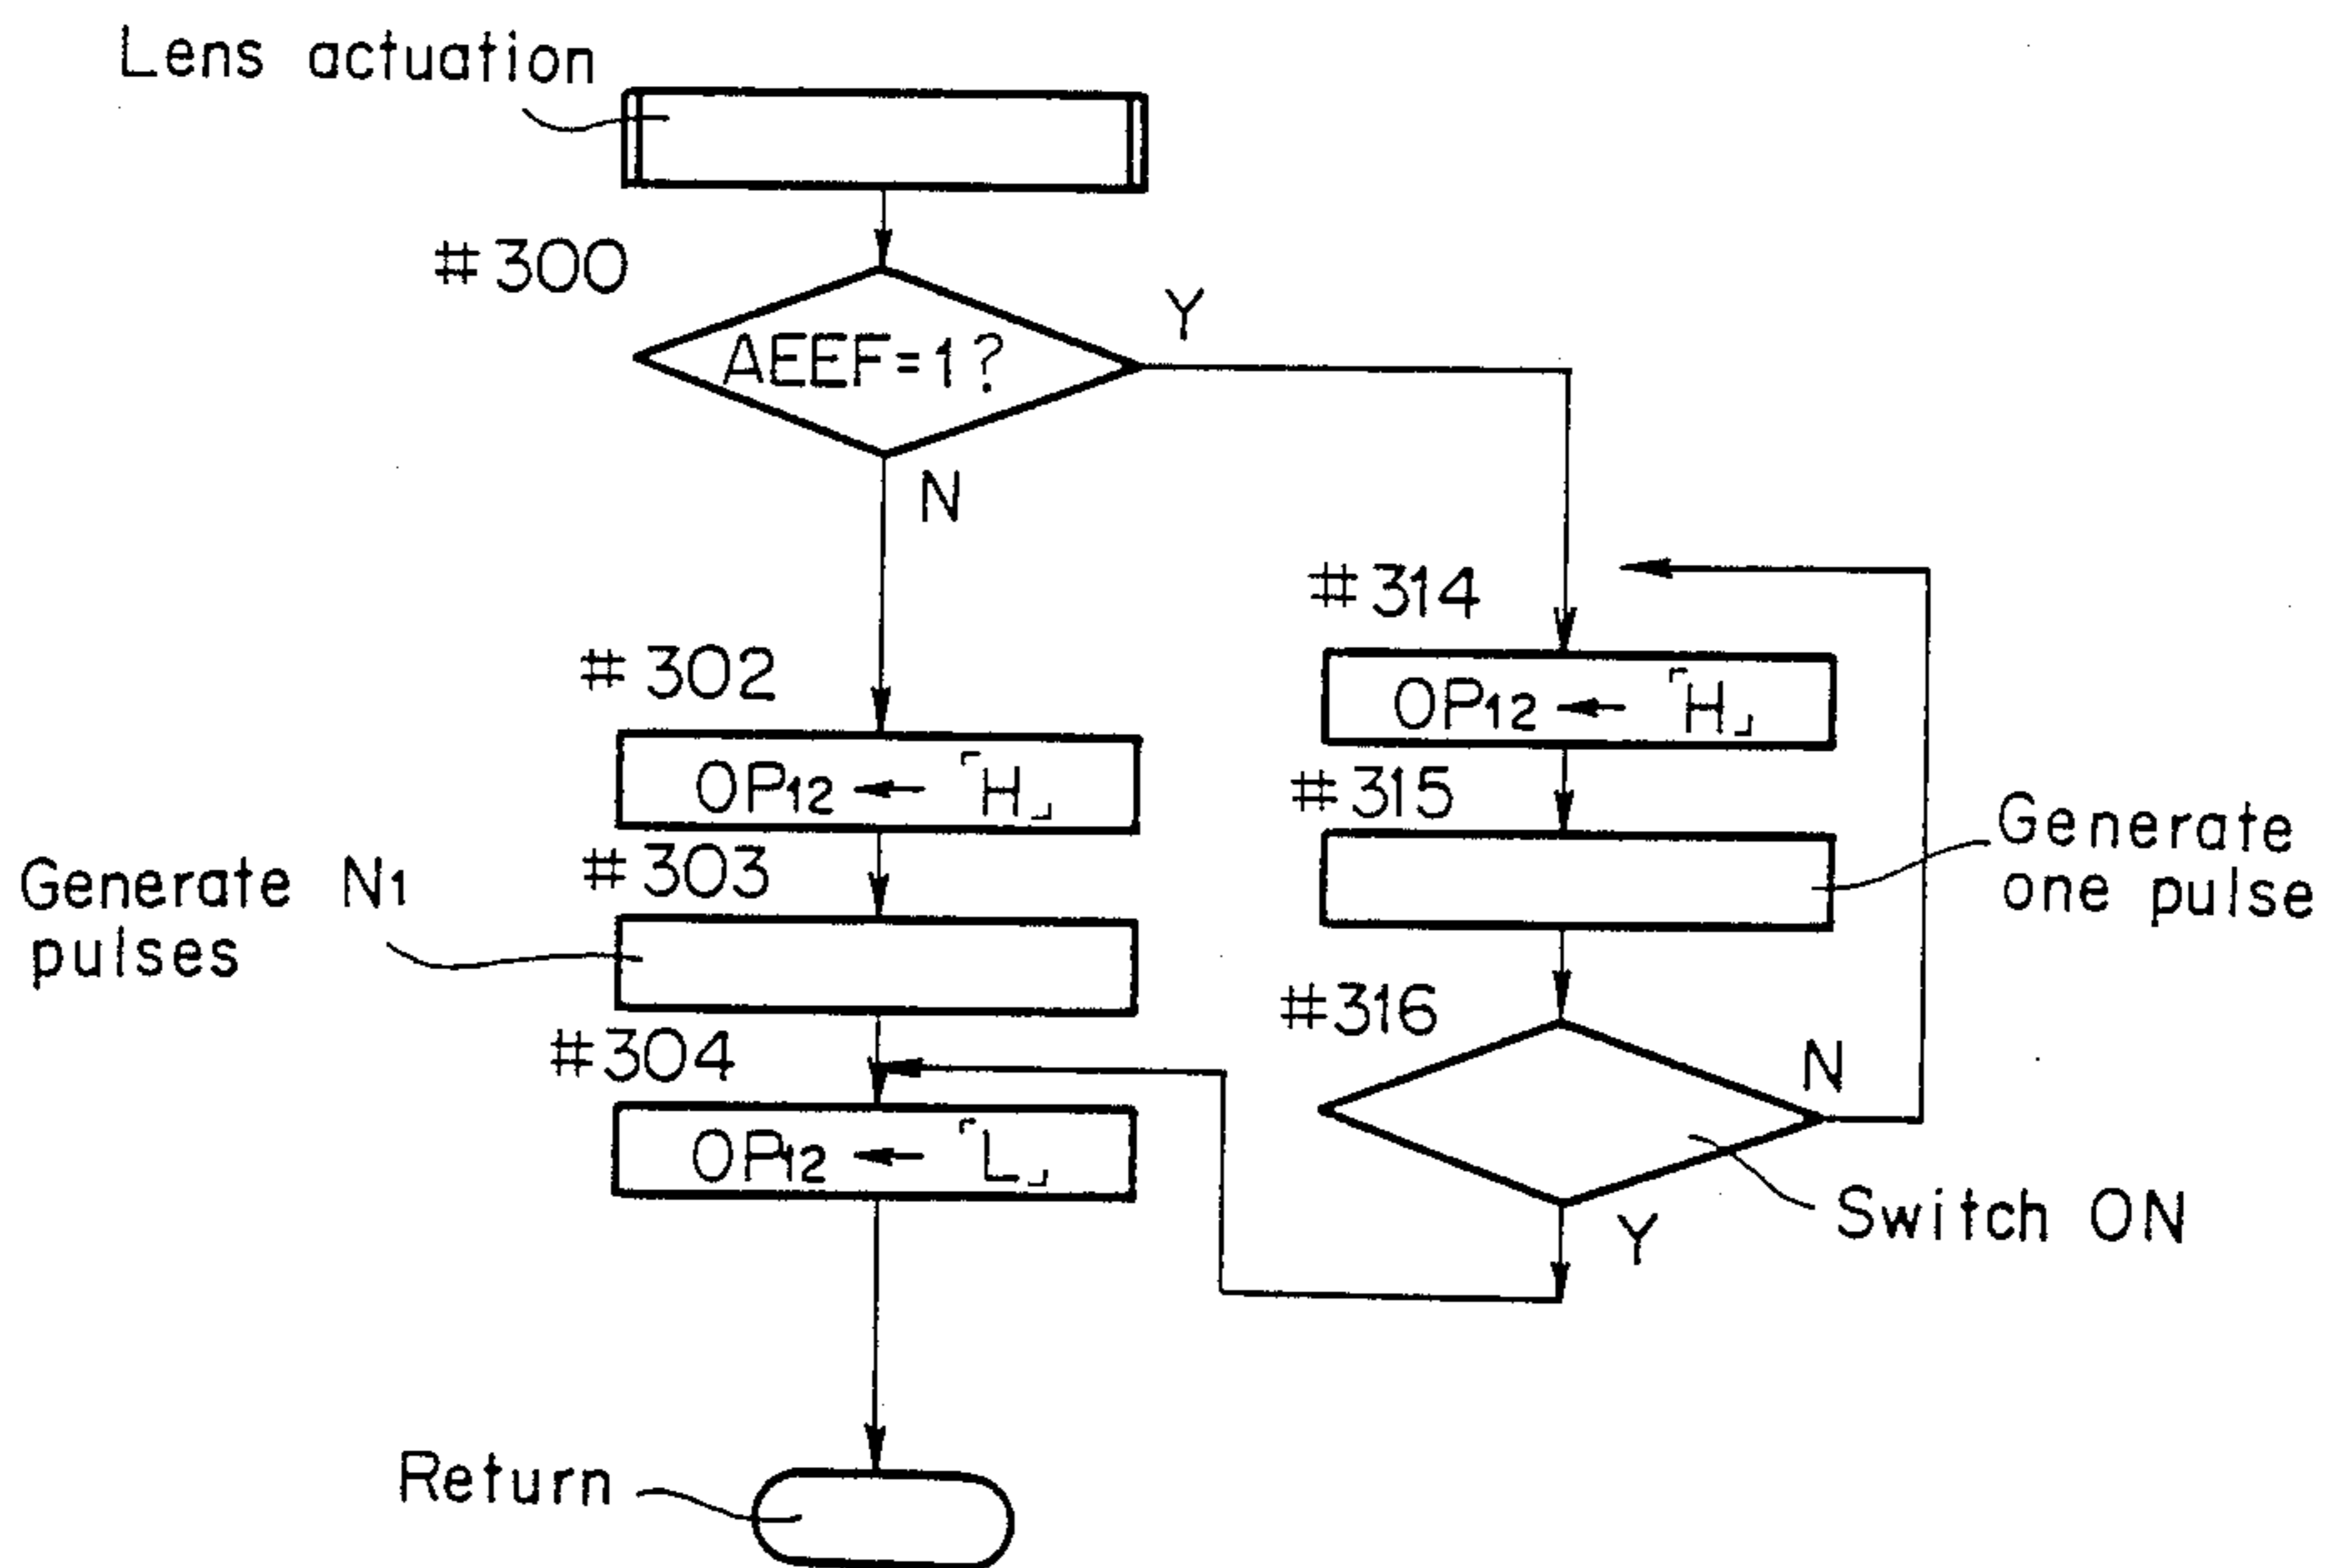 Lens actuation
#300
AEEF=1?
Y
N
#314
#302
OP12 ← 「H」
OP12 ← 「H」
#315
#303
Generate
one pulse
Generate N1
pulses
#316
#304
N
OP12 ← 「L」
Switch ON
Y
Return